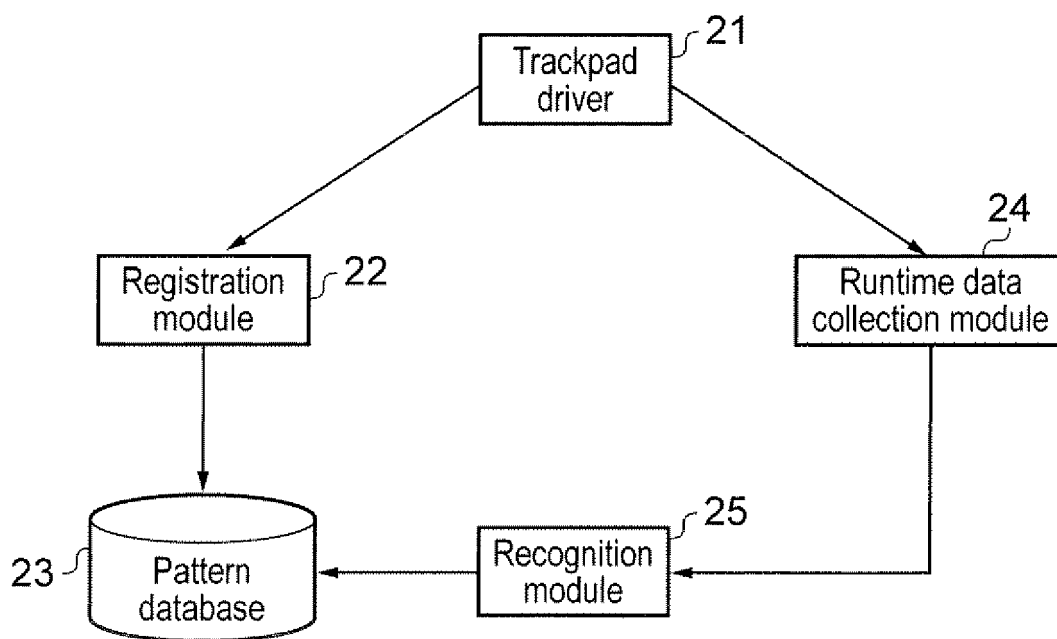 21
Trackpad
driver
24
Registration
module
22
Runtime data
collection module
25
23
Pattern
database
Recognition
module